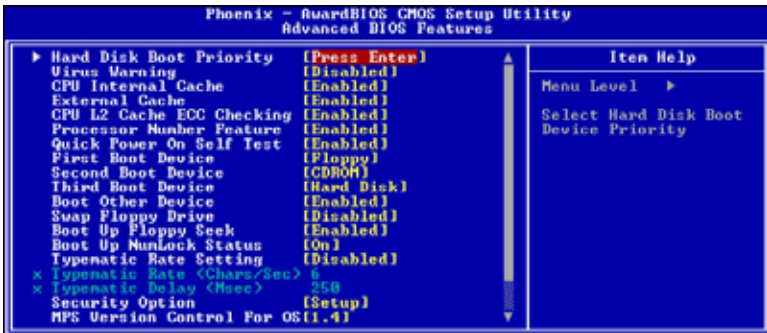 Phoenix - AwardBIOS CMOS Setup Utility
Advanced BIOS Features
Hard Disk Boot Priority [Press Enter]
Virus Warning [Disabled]
CPU Internal Cache [Enabled]
External Cache [Enabled]
CPU L2 Cache ECC Checking [Enabled]
Processor Number Feature [Enabled]
Quick Power On Self Test [Enabled]
First Boot Device [Floppy]
Second Boot Device [CDROM]
Third Boot Device [Hard Disk]
Boot Other Device [Enabled]
Swap Floppy Drive [Disabled]
Boot Up Floppy Seek [Enabled]
Boot Up NumLock Status [On]
Typematic Rate Setting [Disabled]
x Typematic Rate (Chars/Sec) 6
x Typematic Delay (Msec) 250
Security Option [Setup]
MPS Version Control For OS[1.4]
Item Help
Menu Level
Select Hard Disk Boot
Device Priority